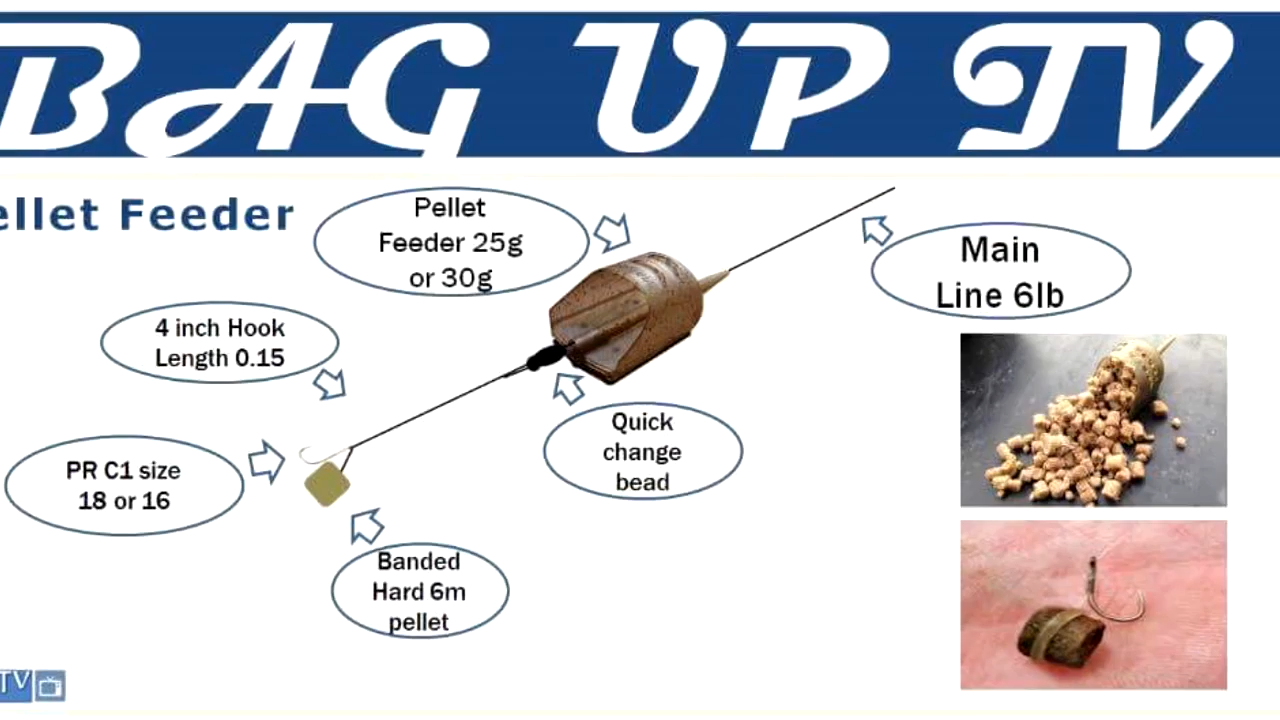 BAG UP TV
ellet Feeder
Pellet
Feeder 25g
or 30g
Main
Line 6lb
4 inch Hook
Length 0.15
Quick
change
bead
PR C1 size
18 or 16
Banded
Hard 6m
pellet
TV